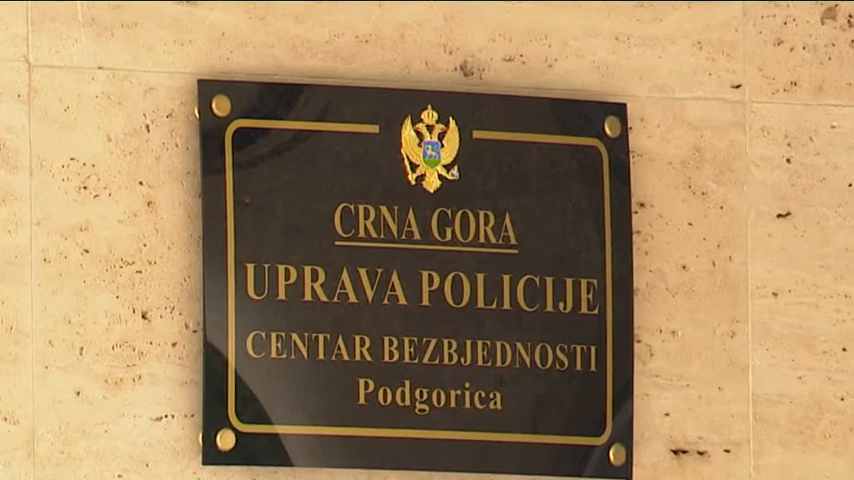 CRNA GORA
UPRAVA POLICIJE
CENTAR BEZBJEDNOSTI
Podgorica